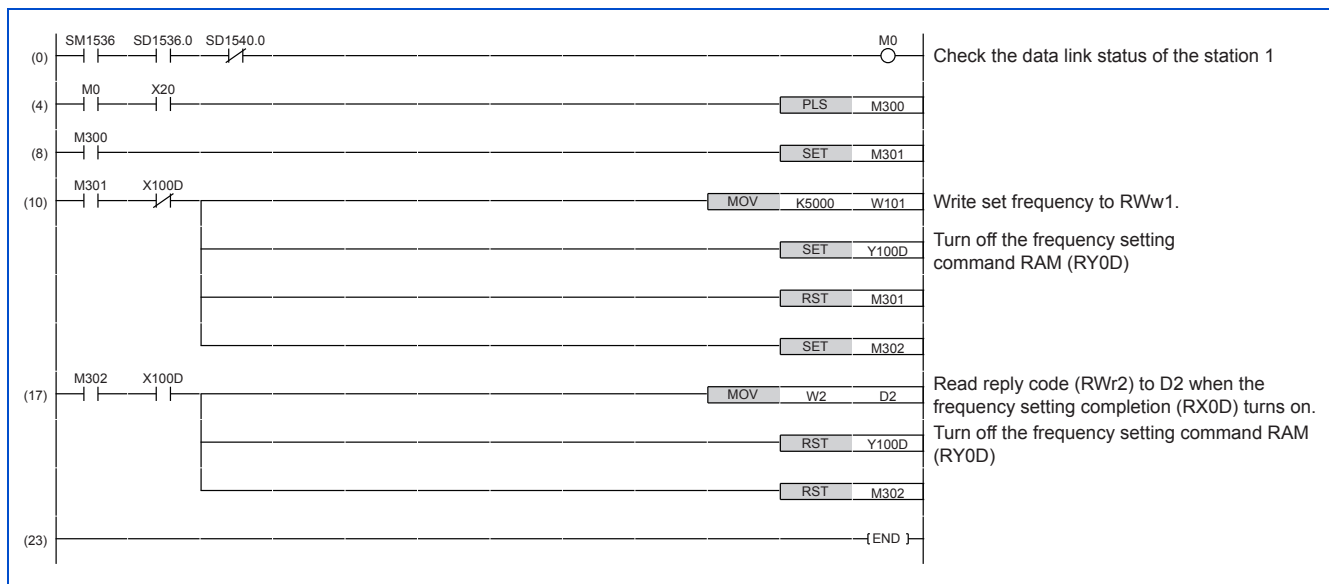 SM1536 SD1536.0 SD1540.0 M0
(0) Check the data link status of the station 1
M0 X20
(4) PLS M300
M300
(8) SET M301
M301 X100D
(10) MOV K5000 W101 Write set frequency to RWw1.
SET Y100D
Turn off the frequency setting
command RAM (RY0D)
RST M301
SET M302
M302 X100D
(17) MOV W2 D2
Read reply code (RWr2) to D2 when the
frequency setting completion (RX0D) turns on.
RST Y100D
Turn off the frequency setting command RAM
(RY0D)
RST M302
(23) END